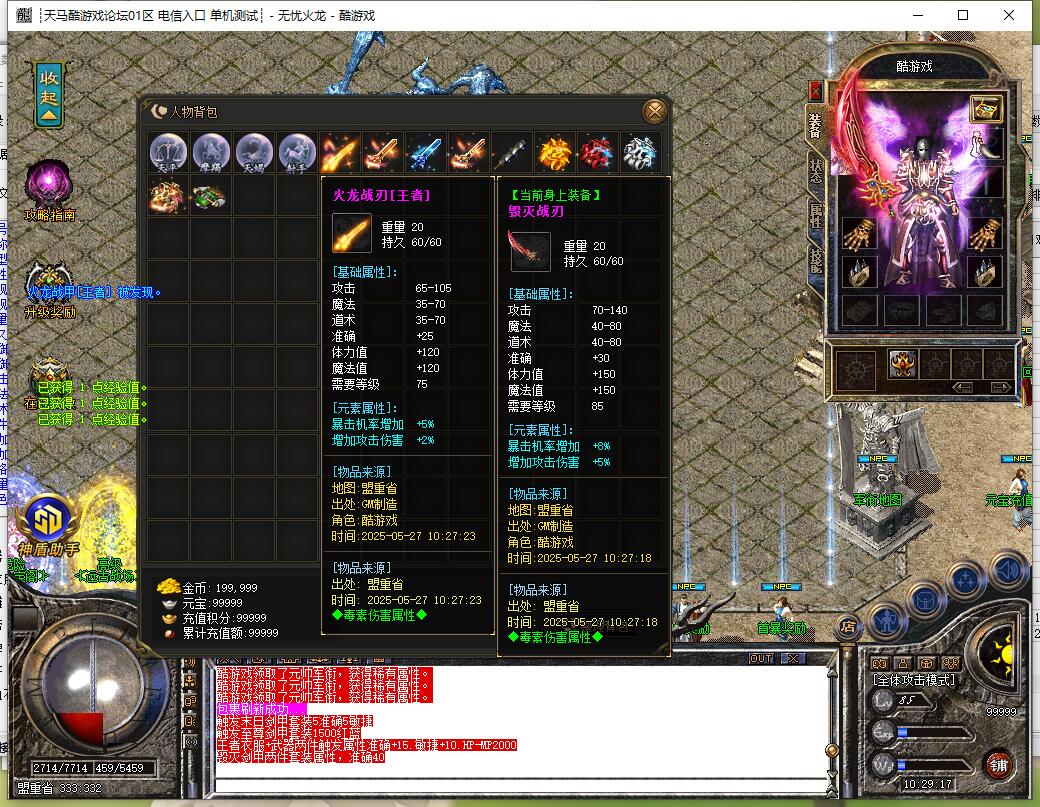 天马酷游戏论坛01区 电信入口 单机测试 - 无忧火龙 - 酷游戏
收起
攻略指南
火龙战甲[王者] 被发现。
升级奖励
已获得 1 点经验值。
在已获得 1 点经验值。
已获得 1 点经验值。
神盾助手
人物背包
天平
摩羯
天蝎
射手
火龙战刃[王者]
重量 20
持久 60/60
[基础属性]:
攻击 65-105
魔法 35-70
道术 35-70
准确 +25
体力值 +120
魔法值 +120
需要等级 75
[元素属性]:
暴击机率增加 +5%
增加攻击伤害 +2%
[物品来源]
地图:盟重省
出处:GM制造
角色:酷游戏
时间:2025-05-27 10:27:23
[物品来源]
出处: 盟重省
时间: 2025-05-27 10:27:23
◆毒素伤害属性◆
【当前身上装备】
毁灭战刃
重量 20
持久 60/60
[基础属性]:
攻击 70-140
魔法 40-80
道术 40-80
准确 +30
体力值 +150
魔法值 +150
需要等级 85
[元素属性]:
暴击机率增加 +8%
增加攻击伤害 +5%
[物品来源]
地图:盟重省
出处:GM制造
角色:酷游戏
时间:2025-05-27 10:27:18
[物品来源]
出处: 盟重省
时间: 2025-05-27 10:27:18
◆毒素伤害属性◆
金币: 199,999
元宝:99999
充值积分:99999
累计充值额:99999
酷游戏
装备
状态
属性
技能
NPC
军衔地图
NPC
元宝充值
NPC
NPC
首暴奖励
店
OUT
酷游戏领取了元帅军衔，获得稀有属性。
酷游戏领取了元帅军衔，获得稀有属性。
酷游戏领取了元帅军衔，获得稀有属性。
包裹刷新成功
触发末日剑甲套装5准确5敏捷
触发至尊剑甲套装1500红蓝
王者衣服+武器两件触发属性准确+15.敏捷+10.HP-MP2000
毁灭剑甲两件套装属性，准确40
2714/7714 459/5459
盟重省 333:332
[全体攻击模式]
Lv 85
Exp
Wt
99999
铺
10:29:17